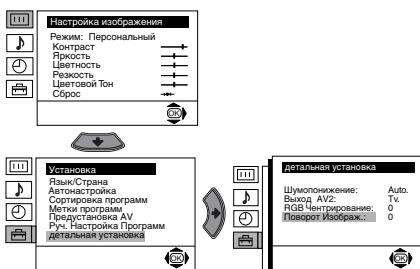 Настройка изображения
Режим: Персональный
Контраст
Яркость
Цветность
Резкость
Цветовой Тон
Сброс
OK
Установка
Язык/Страна
Автонастройка
Сортировка программ
Метки программ
Предустановка AV
Руч. Настройка Программ
детальная установка
OK
детальная установка
Шумопонижение: Auto.
Выход AV2: Tv.
RGB Чентрирование: 0
Поворот Изображ.: 0
OK